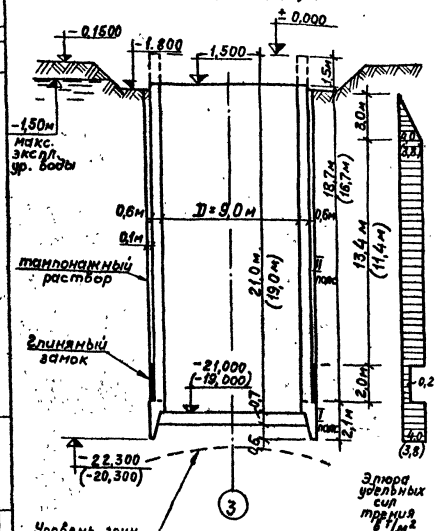 -0,1500
± 0,000
-1.800
-1,500
1,5м
-1,50м
макс.
экспл.
ур. воды
3,0м
4,0
(3,8)
18,7м
(16,7м)
0,6м
D = 9,0м
0,6м
0,1м
13,4м
(11,4м)
21,0м
(19,0м)
тампонажный
раствор
II
пояс
глиняный
замок
-21,000
(-19,000)
2,0м
0,2
0,7
I
пояс
2,1м
0,6
4,0
(3,8)
-22.300
(-20,300)
Эпюра
удельных
сил
трения
в т/м²
3
Уровень